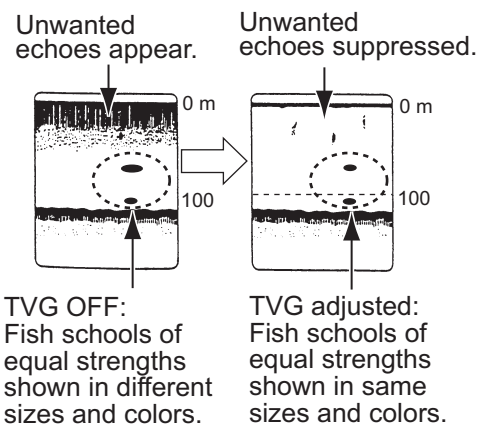 Unwanted
echoes appear.
Unwanted
echoes suppressed.
0 m
100
0 m
100
TVG OFF:
Fish schools of
equal strengths
shown in different
sizes and colors.
TVG adjusted:
Fish schools of
equal strengths
shown in same
sizes and colors.